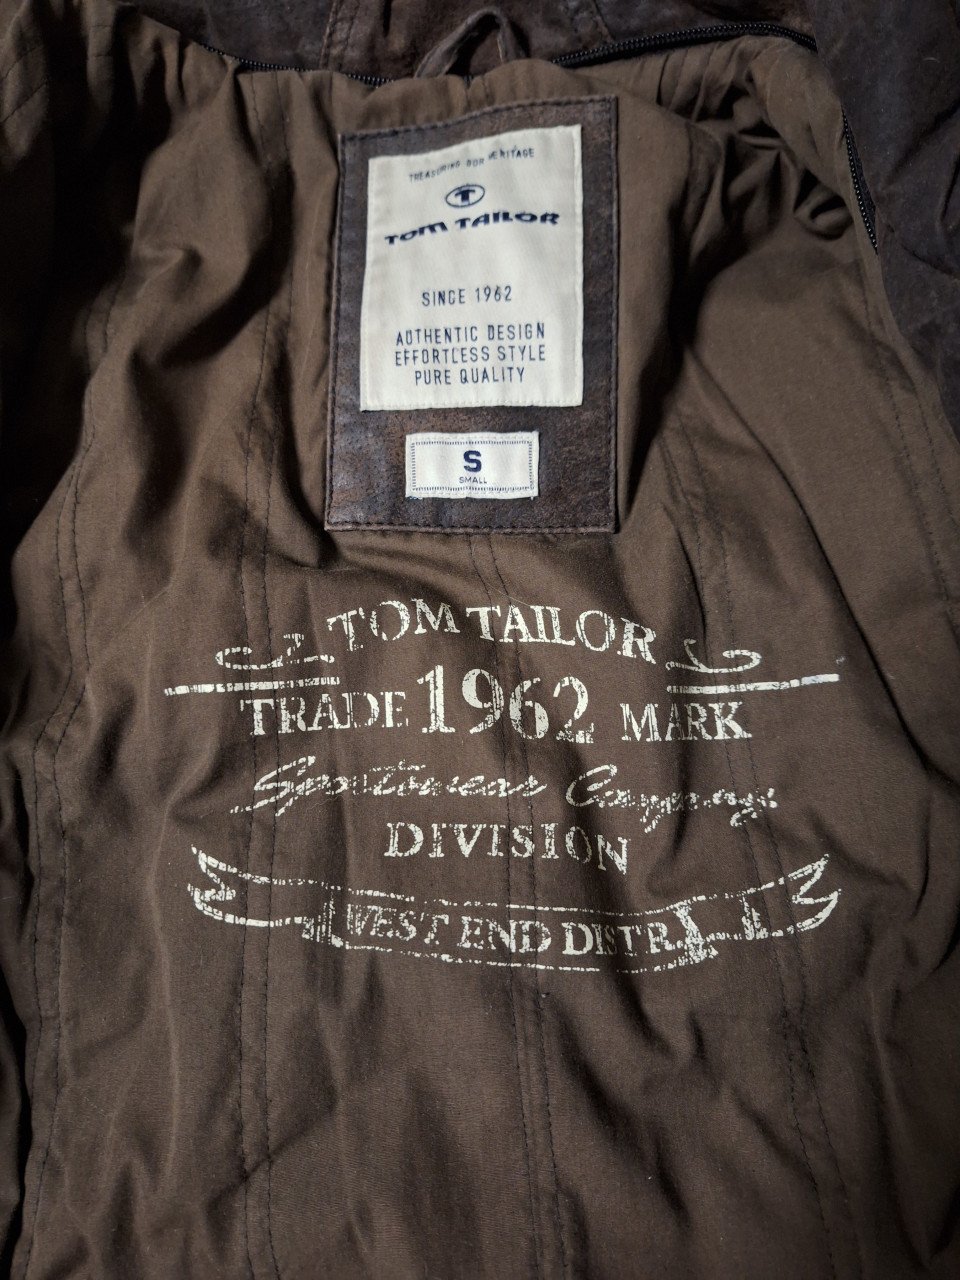 TREASURING OUR HERITAGE
T
TOM TAILOR
SINCE 1962
AUTHENTIC DESIGN
EFFORTLESS STYLE
PURE QUALITY
S
SMALL
TOM TAILOR
TRADE 1962 MARK
Sportswear Company
DIVISION
WEST END